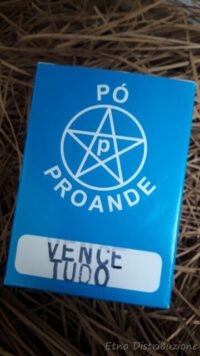 PÓ
P
PROANDE
VENCE
TUDO
Etno Distribuzione